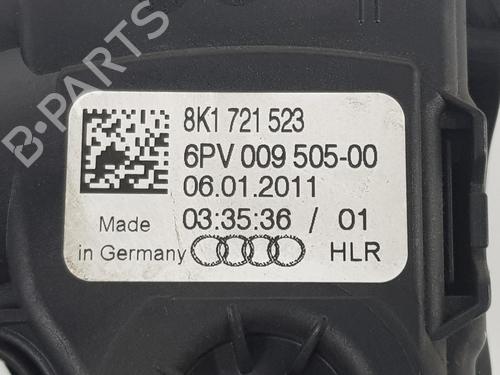 8K1 721 523
6PV 009 505-00
06.01.2011
Made 03:35:36 / 01
in Germany HLR
B-PARTS